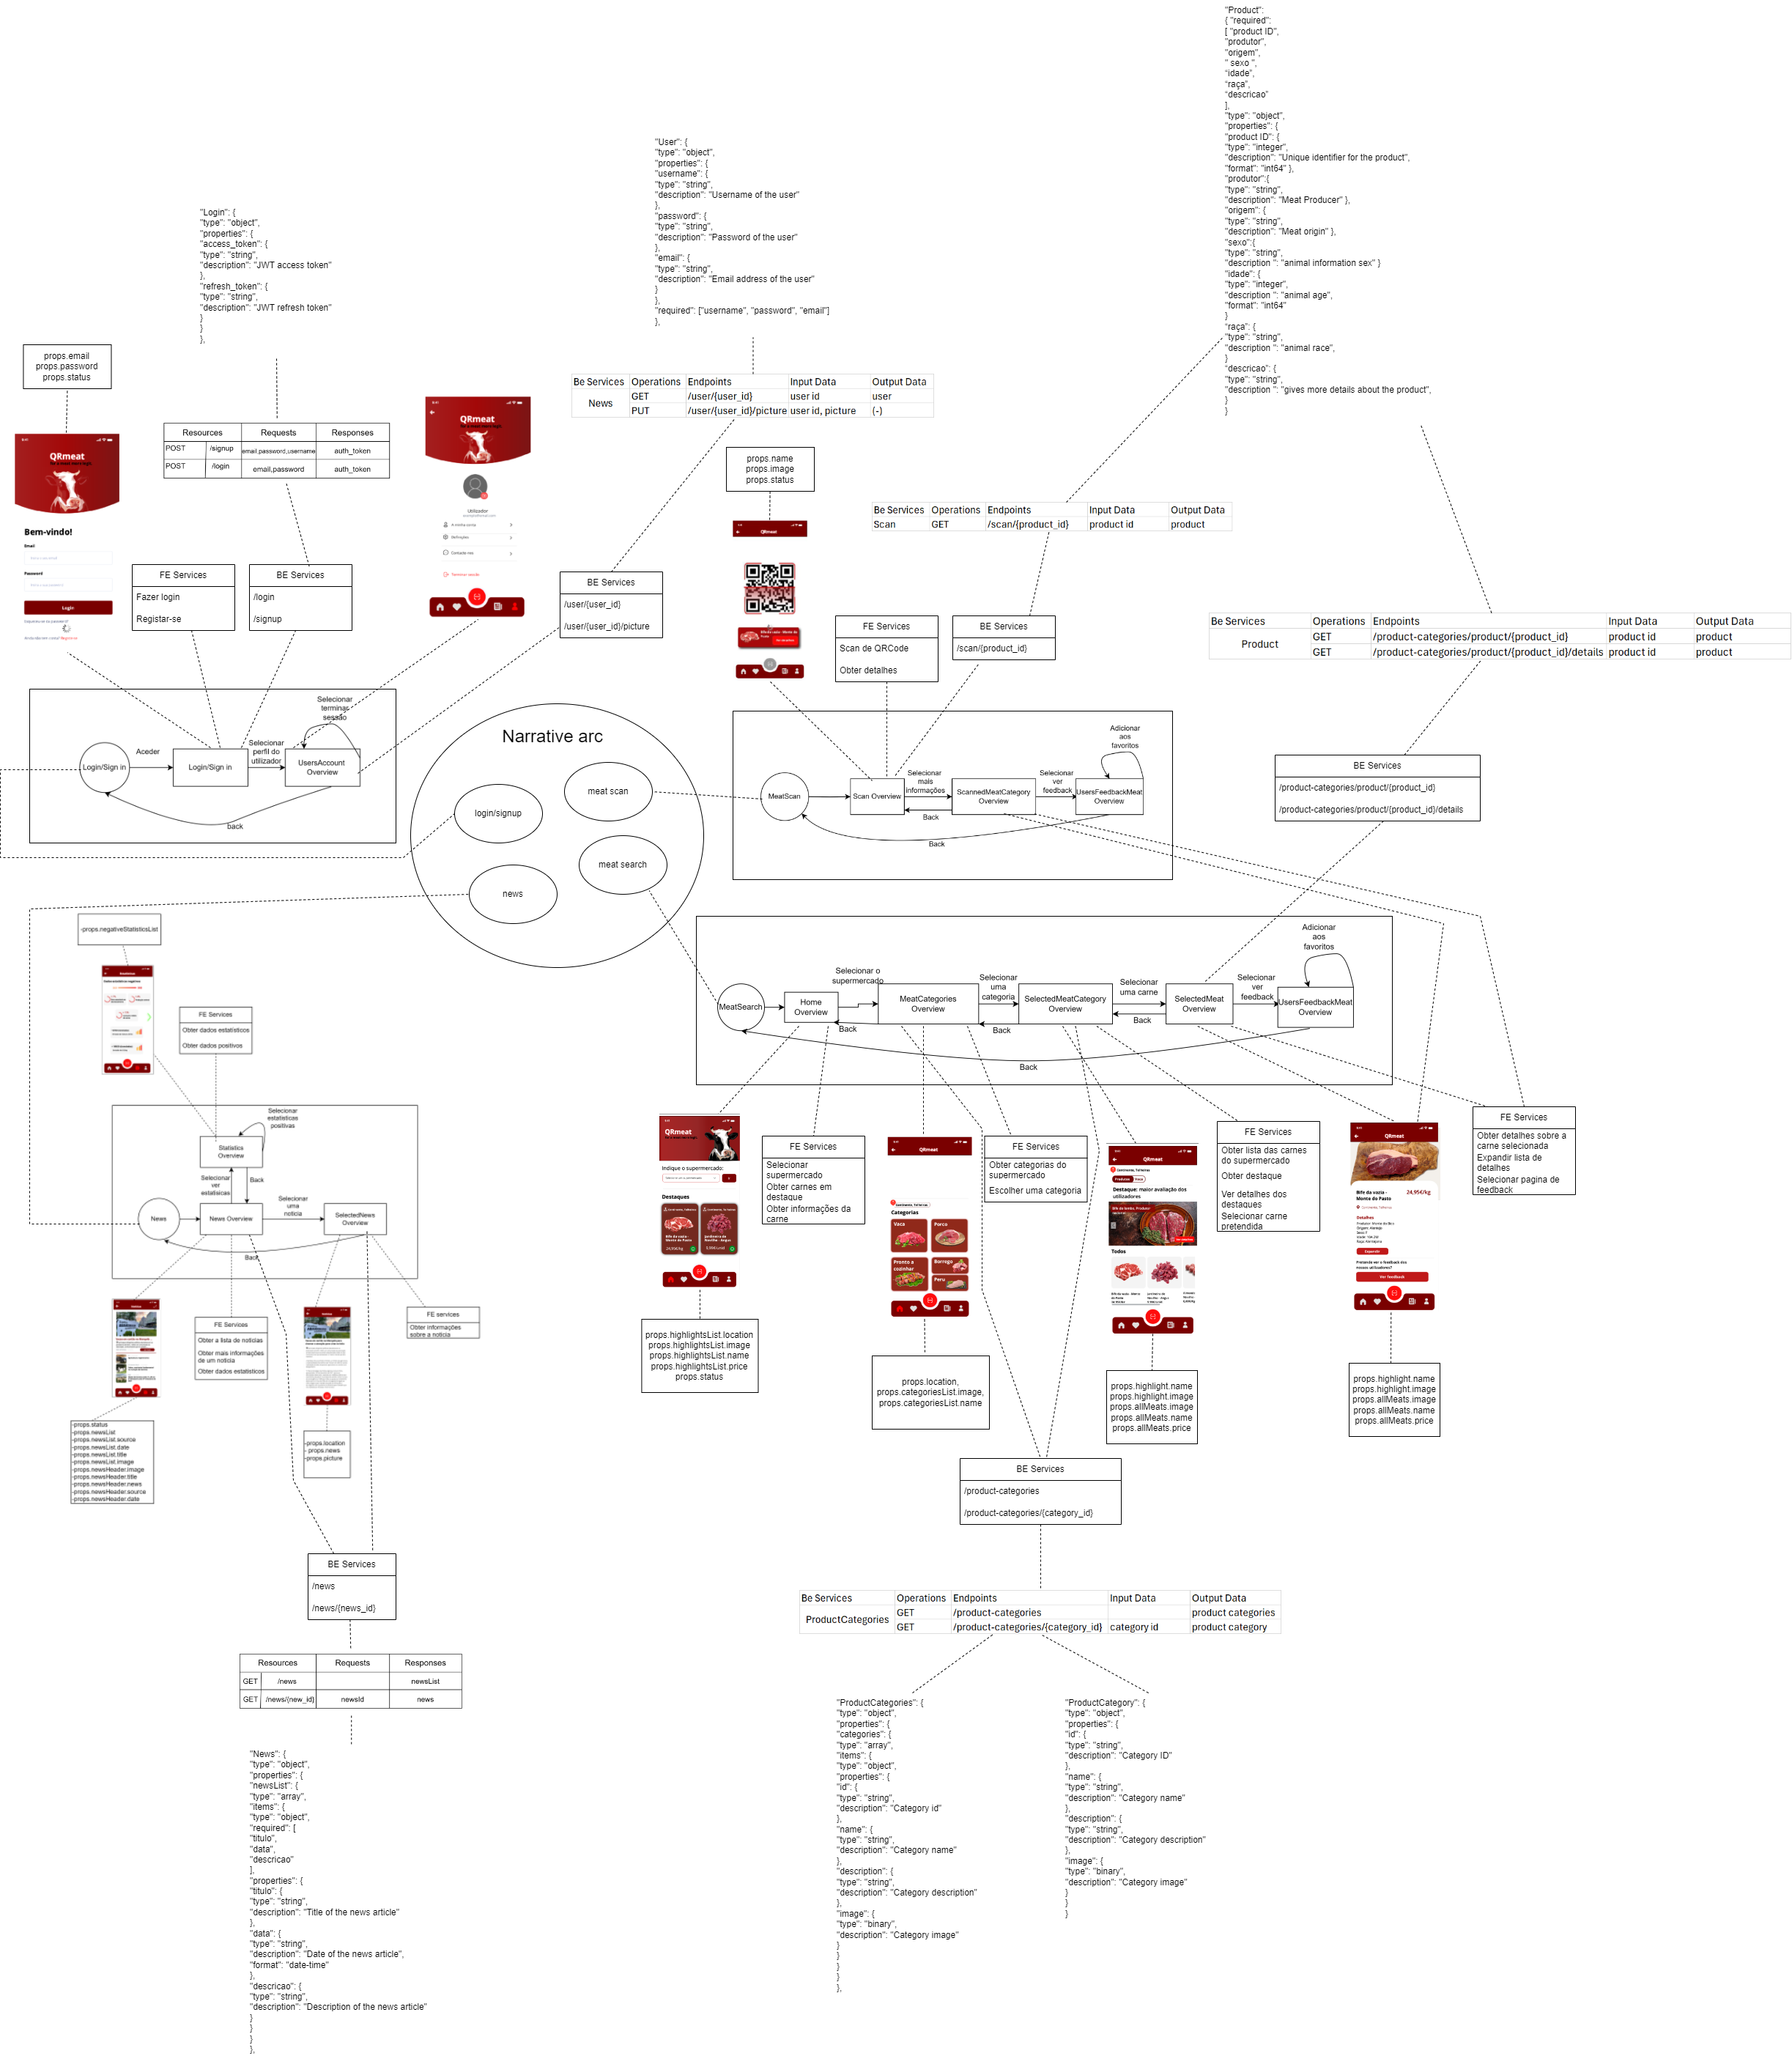 "Product":
{ "required":
[ "product ID",
"produtor",
"origem",
" sexo ",
"idade",
"raça",
"descricao"
],
"type": "object",
"properties": {
"product ID": {
"type": "integer",
"description": "Unique identifier for the product",
"format": "int64" },
"produtor":{
"type": "string",
"description": "Meat Producer" },
"origem": {
"type": "string",
"description": "Meat origin" },
"sexo":{
"type": "string",
"description ": "animal information sex" }
"idade": {
"type": "integer",
"description ": "animal age",
"format": "int64"
}
"raça": {
"type": "string",
"description ": "animal race",
}
"descricao": {
"type": "string",
"description ": "gives more details about the product",
}
}
"User": {
"type": "object",
"properties": {
"username": {
"type": "string",
"description": "Username of the user"
},
"password": {
"type": "string",
"description": "Password of the user"
},
"email": {
"type": "string",
"description": "Email address of the user"
}
},
"required": ["username", "password", "email"]
},
"Login": {
"type": "object",
"properties": {
"access_token": {
"type": "string",
"description": "JWT access token"
},
"refresh_token": {
"type": "string",
"description": "JWT refresh token"
}
}
},
props.email
props.password
props.status
Resources Requests Responses
POST /signup email,password,username auth_token
POST /login email,password auth_token
QRmeat
Bem-vindo!
Email
Password
Login
FE Services
Fazer login
Registar-se
BE Services
/login
/signup
QRmeat
Utilizador
A minha conta
Definições
Contacte-nos
Terminar sessão
Be Services Operations Endpoints Input Data Output Data
News
GET /user/{user_id} user id user
PUT /user/{user_id}/picture user id, picture (-)
BE Services
/user/{user_id}
/user/{user_id}/picture
props.name
props.image
props.status
QRmeat
Bife da vazia - Monte do
Pasto
Be Services Operations Endpoints Input Data Output Data
Scan GET /scan/{product_id} product id product
FE Services
Scan de QRCode
Obter detalhes
BE Services
/scan/{product_id}
Be Services Operations Endpoints Input Data Output Data
Product
GET /product-categories/product/{product_id} product id product
GET /product-categories/product/{product_id}/details product id product
BE Services
/product-categories/product/{product_id}
/product-categories/product/{product_id}/details
Login/Sign in
Aceder
Login/Sign in
Selecionar
perfil do
utilizador
UsersAccount
Overview
Selecionar
terminar
sessão
back
Narrative arc
meat scan
login/signup
meat search
news
MeatScan
Scan Overview
Selecionar
mais
informações
Back
ScannedMeatCategory
Overview
Selecionar
ver
feedback
UsersFeedbackMeat
Overview
Adicionar
aos
favoritos
Back
MeatSearch
Home
Overview
Selecionar o
supermercado
Back
MeatCategories
Overview
Selecionar
uma
categoria
Back
SelectedMeatCategory
Overview
Selecionar
uma carne
Back
SelectedMeat
Overview
Selecionar
ver
feedback
UsersFeedbackMeat
Overview
Adicionar
aos
favoritos
Back
-props.negativeStatisticsList
FE Services
Obter dados estatísticos
Obter dados positivos
Selecionar
estatísticas
positivas
Statistics
Overview
Selecionar
ver
estatísicas
Back
News
News Overview
Selecionar
uma
notícia
SelectedNews
Overview
Back
FE Services
Obter a lista de notícias
Obter mais informações
de um notícia
Obter dados estatísticos
FE services
Obter informações
sobre a notícia
-props.status
-props.newsList
-props.newsList.source
-props.newsList.date
-props.newsList.title
-props.newsList.image
-props.newsHeader.image
-props.newsHeader.title
-props.newsHeader.news
-props.newsHeader.source
-props.newsHeader.date
-props.location
- props.news
-props.picture
BE Services
/news
/news/{news_id}
Resources Requests Responses
GET /news newsList
GET /news/{new_id} newsId news
"News": {
"type": "object",
"properties": {
"newsList": {
"type": "array",
"items": {
"type": "object",
"required": [
"titulo",
"data",
"descricao"
],
"properties": {
"titulo": {
"type": "string",
"description": "Title of the news article"
},
"data": {
"type": "string",
"description": "Date of the news article",
"format": "date-time"
},
"descricao": {
"type": "string",
"description": "Description of the news article"
}
}
}
},
QRmeat
Indique o supermercado:
Destaques
Bife da vazia -
Monte do Pasto
FE Services
Selecionar
supermercado
Obter carnes em
destaque
Obter informações da
carne
props.highlightsList.location
props.highlightsList.image
props.highlightsList.name
props.highlightsList.price
props.status
QRmeat
Categorias
Vaca
Porco
Pronto a
cozinhar
Borrego
Peru
FE Services
Obter categorias do
supermercado
Escolher uma categoria
props.location,
props.categoriesList.image,
props.categoriesList.name
QRmeat
Destaque: maior avaliação dos
utilizadores
Todos
FE Services
Obter lista das carnes
do supermercado
Obter destaque
Ver detalhes dos
destaques
Selecionar carne
pretendida
props.highlight.name
props.highlight.image
props.allMeats.image
props.allMeats.name
props.allMeats.price
QRmeat
Bife da vazia -
Monte do Pasto
24,95€/kg
Detalhes
Expandir
Pretende ver o feedback dos
nossos utilizadores?
Ver feedback
FE Services
Obter detalhes sobre a
carne selecionada
Expandir lista de
detalhes
Selecionar pagina de
feedback
props.highlight.name
props.highlight.image
props.allMeats.image
props.allMeats.name
props.allMeats.price
BE Services
/product-categories
/product-categories/{category_id}
Be Services Operations Endpoints Input Data Output Data
ProductCategories
GET /product-categories product categories
GET /product-categories/{category_id} category id product category
"ProductCategories": {
"type": "object",
"properties": {
"categories": {
"type": "array",
"items": {
"type": "object",
"properties": {
"id": {
"type": "string",
"description": "Category id"
},
"name": {
"type": "string",
"description": "Category name"
},
"description": {
"type": "string",
"description": "Category description"
},
"image": {
"type": "binary",
"description": "Category image"
}
}
}
}
},
"ProductCategory": {
"type": "object",
"properties": {
"id": {
"type": "string",
"description": "Category ID"
},
"name": {
"type": "string",
"description": "Category name"
},
"description": {
"type": "string",
"description": "Category description"
},
"image": {
"type": "binary",
"description": "Category image"
}
}
}